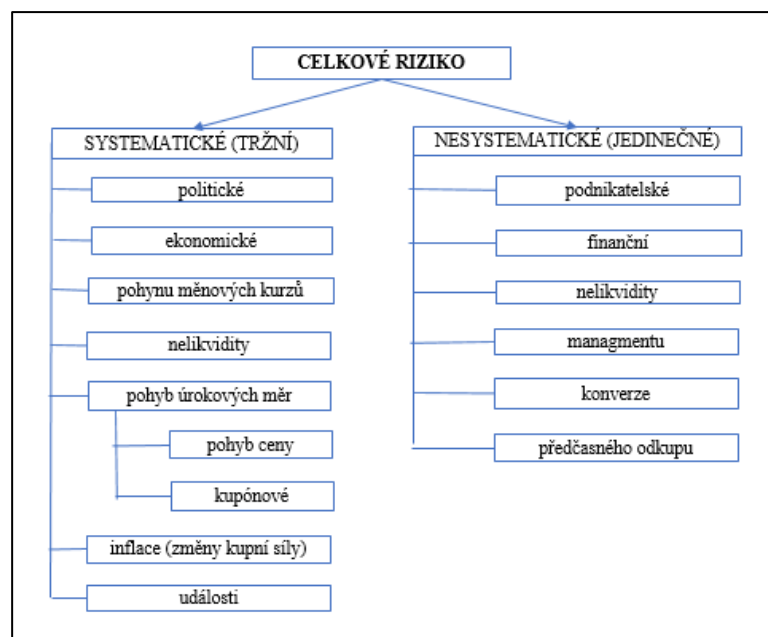 CELKOVÉ RIZIKO
SYSTEMATICKÉ (TRŽNÍ)
politické
ekonomické
pohynu měnových kurzů
nelikvidity
pohyb úrokových měr
pohyb ceny
kupónové
inflace (změny kupní síly)
události
NESYSTEMATICKÉ (JEDINEČNÉ)
podnikatelské
finanční
nelikvidity
managmentu
konverze
předčasného odkupu